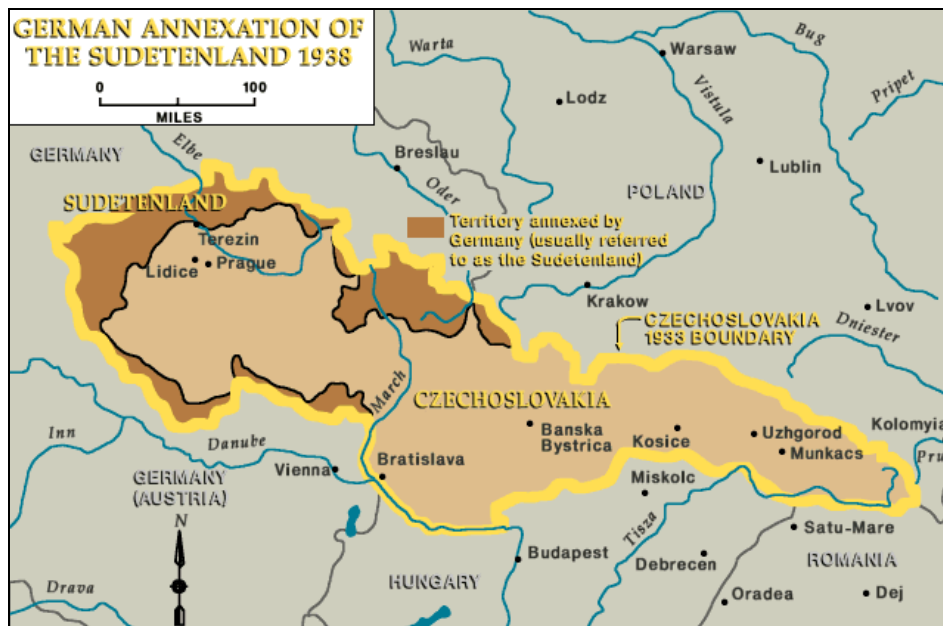 GERMAN ANNEXATION OF
THE SUDETENLAND 1938
0 100
MILES
Warta
Warsaw
Bug
Pripet
Lodz
Vistula
Elbe
GERMANY
Breslau
Oder
Lublin
POLAND
SUDETENLAND
Territory annexed by
Germany (usually referred
to as the Sudetenland)
Terezin
Lidice
Prague
Krakow
Lvov
CZECHOSLOVAKIA
1933 BOUNDARY
Dniester
March
CZECHOSLOVAKIA
Kolomyia
Inn
Danube
Banska
Bystrica
Kosice
Uzhgorod
Munkacs
Pru
Vienna
Bratislava
GERMANY
(AUSTRIA)
Miskolc
Tisza
N
Satu-Mare
Budapest
Debrecen
ROMANIA
HUNGARY
Drava
Oradea
Dej